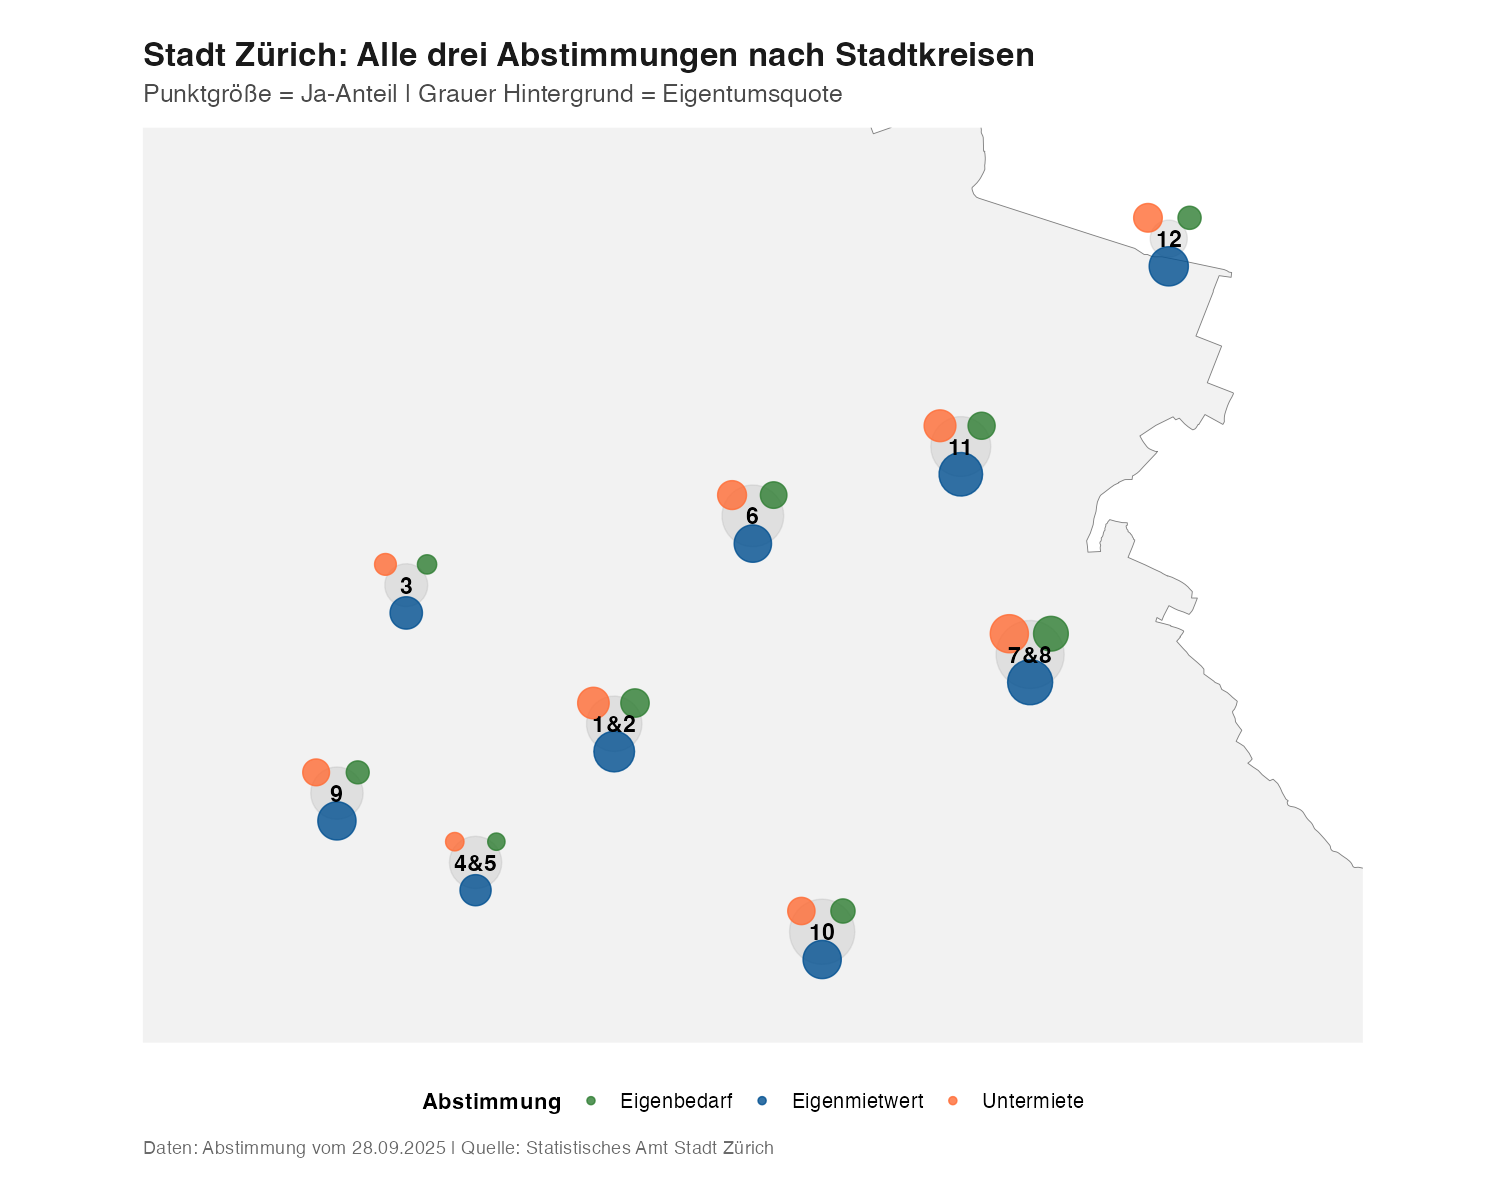 Stadt Zürich: Alle drei Abstimmungen nach Stadtkreisen
Punktgröße = Ja-Anteil | Grauer Hintergrund = Eigentumsquote
12
11
6
3
7&8
1&2
9
4&5
10
Abstimmung Eigenbedarf Eigenmietwert Untermiete
Daten: Abstimmung vom 28.09.2025 | Quelle: Statistisches Amt Stadt Zürich